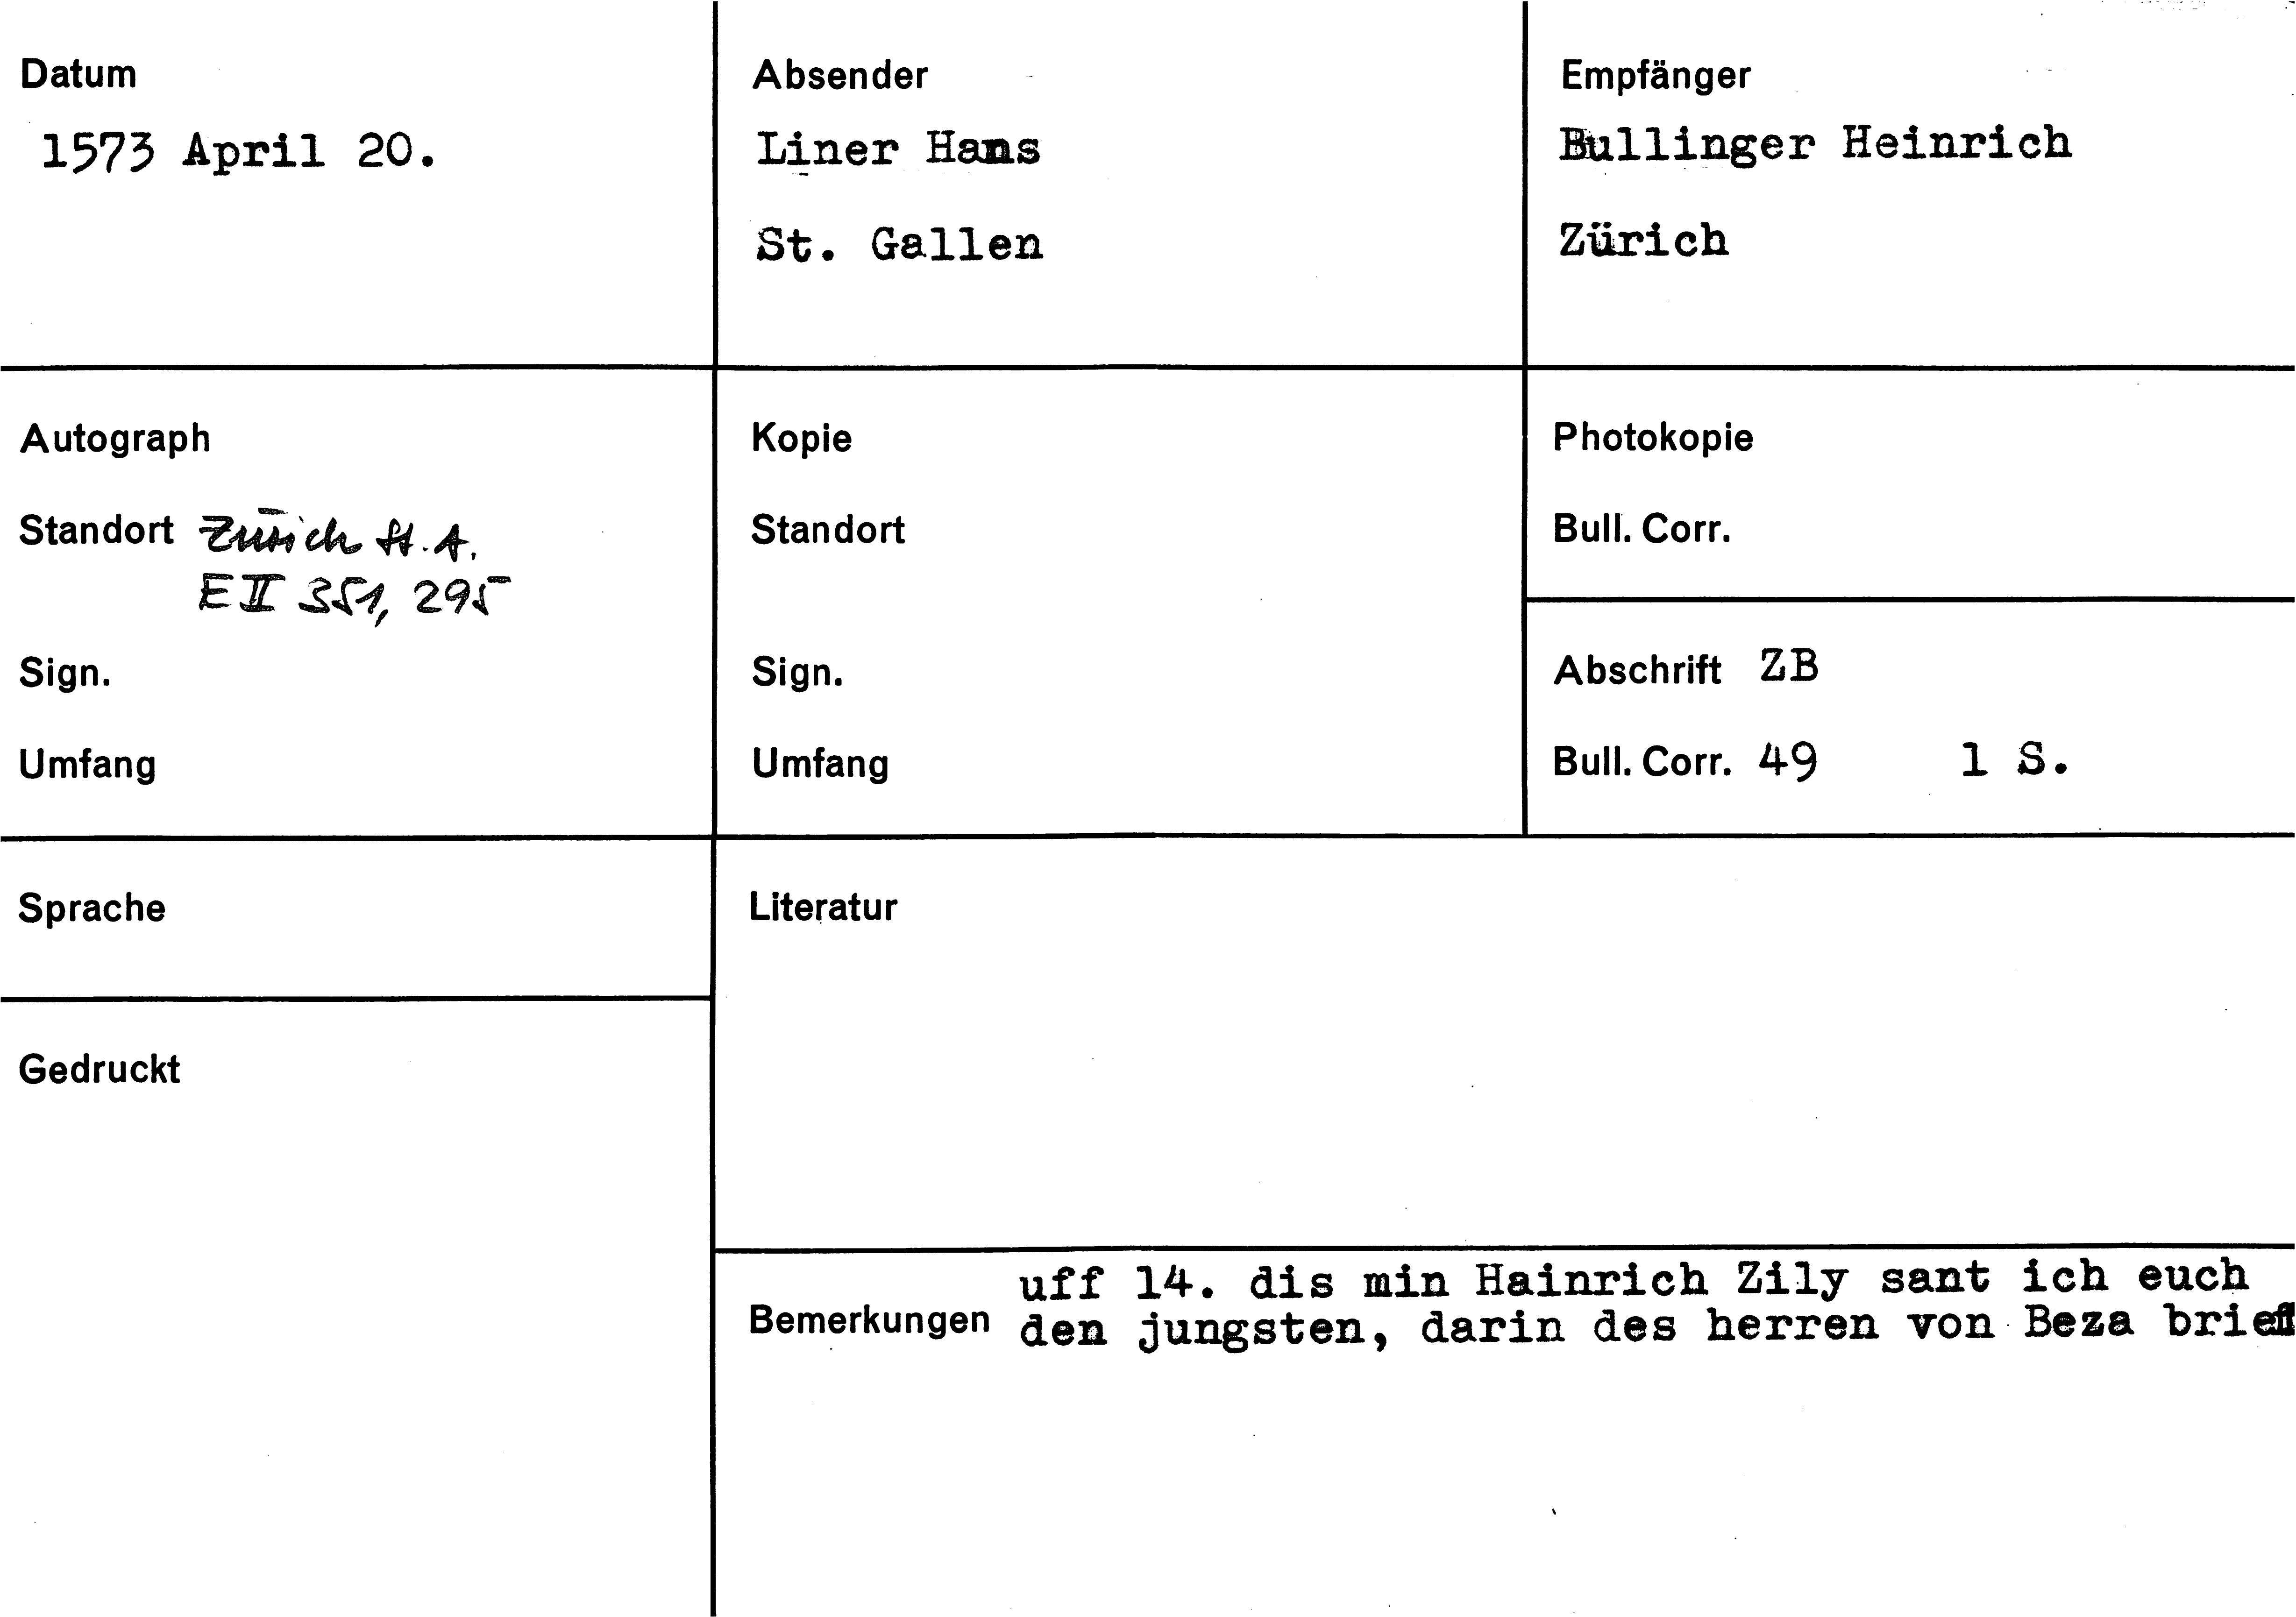 Datum
1573 April 20.
Absender
Liner Hans
St. Gallen
Empfänger
Bullinger Heinrich
Zürich
Autograph
Standort Zürich St. A.
E II 351, 295
Sign.
Umfang
Kopie
Standort
Sign.
Umfang
Photokopie
Bull. Corr.
Abschrift ZB
Bull. Corr. 49 1 S.
Sprache
Literatur
Gedruckt
Bemerkungen
uff 14. dis min Hainrich Zily sant ich euch
den jungsten, darin des herren von Beza brieff